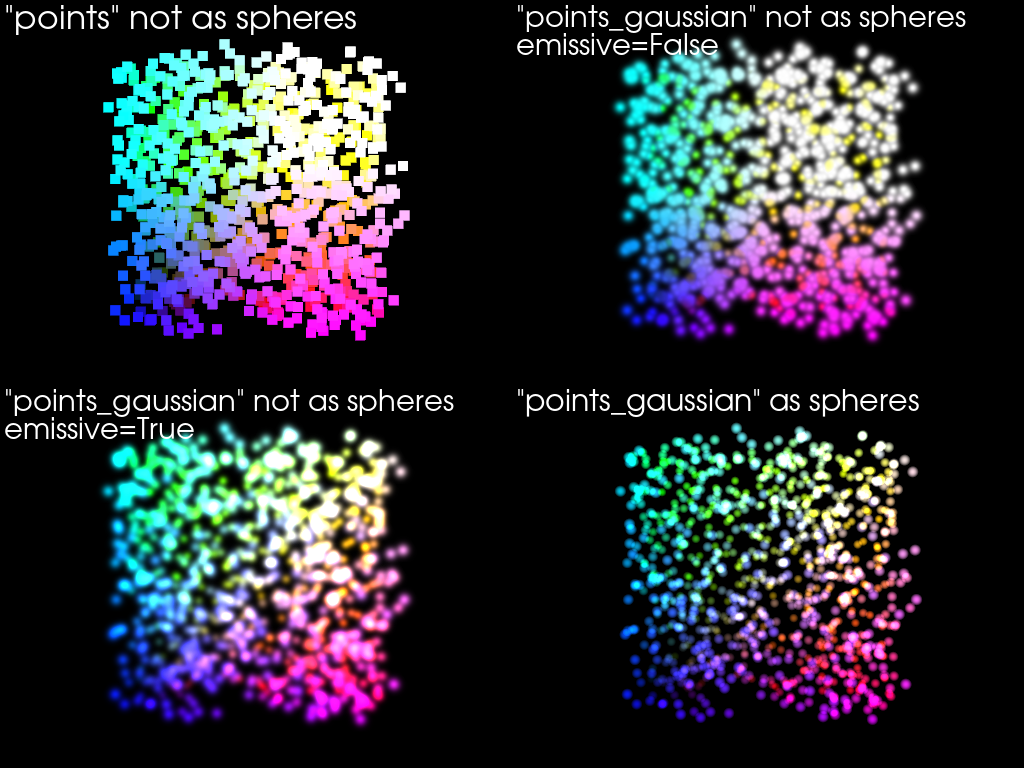 "points" not as spheres
"points_gaussian" not as spheres
emissive=False
"points_gaussian" not as spheres
emissive=True
"points_gaussian" as spheres